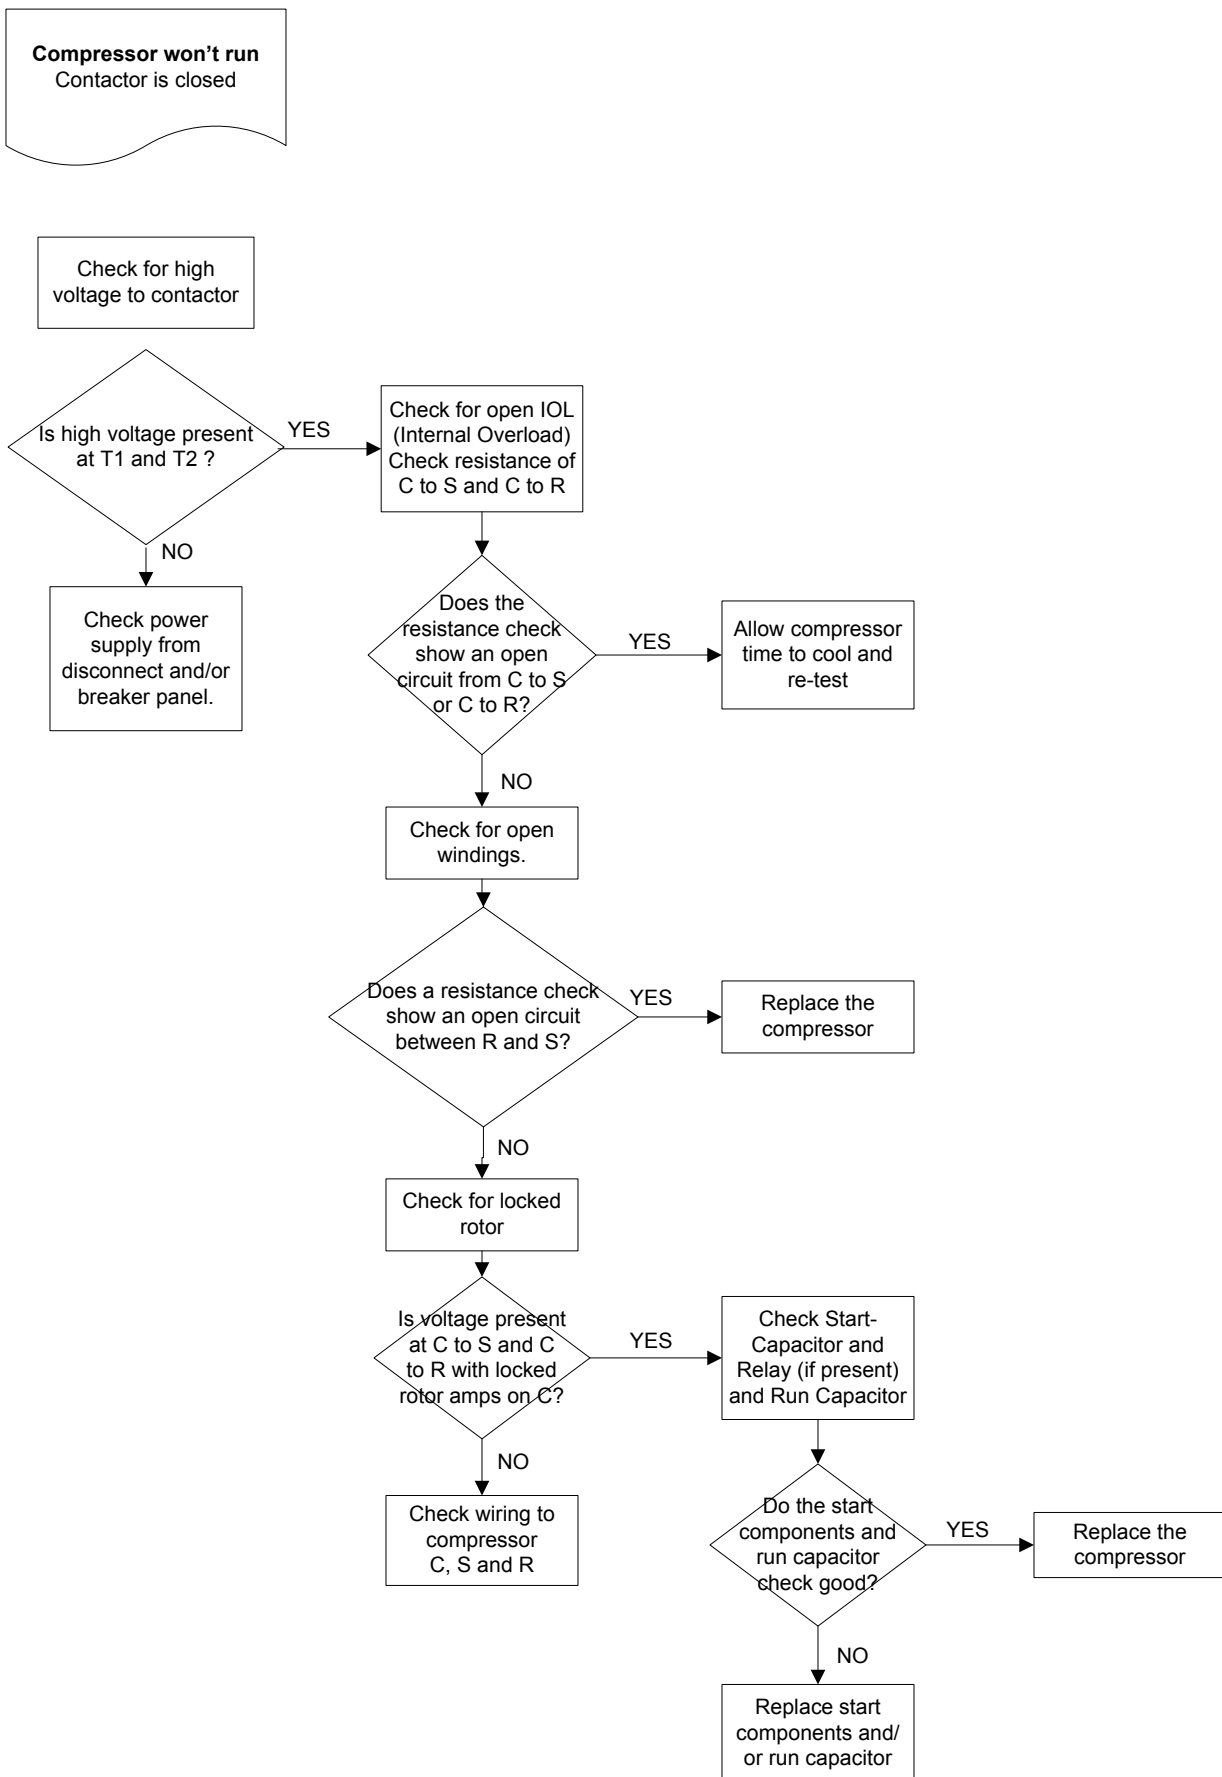 Compressor won’t run
Contactor is closed
Check for high
voltage to contactor
Is high voltage present
at T1 and T2 ?
YES
Check for open IOL
(Internal Overload)
Check resistance of
C to S and C to R
NO
Check power
supply from
disconnect and/or
breaker panel.
Does the
resistance check
show an open
circuit from C to S
or C to R?
YES
Allow compressor
time to cool and
re-test
NO
Check for open
windings.
Does a resistance check
show an open circuit
between R and S?
YES
Replace the
compressor
NO
Check for locked
rotor
Is voltage present
at C to S and C
to R with locked
rotor amps on C?
YES
Check Start-
Capacitor and
Relay (if present)
and Run Capacitor
NO
Check wiring to
compressor
C, S and R
Do the start
components and
run capacitor
check good?
YES
Replace the
compressor
NO
Replace start
components and/
or run capacitor